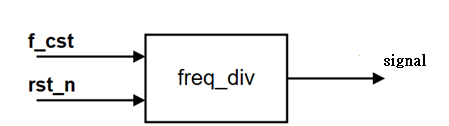 f_cst
rst_n
freq_div
signal